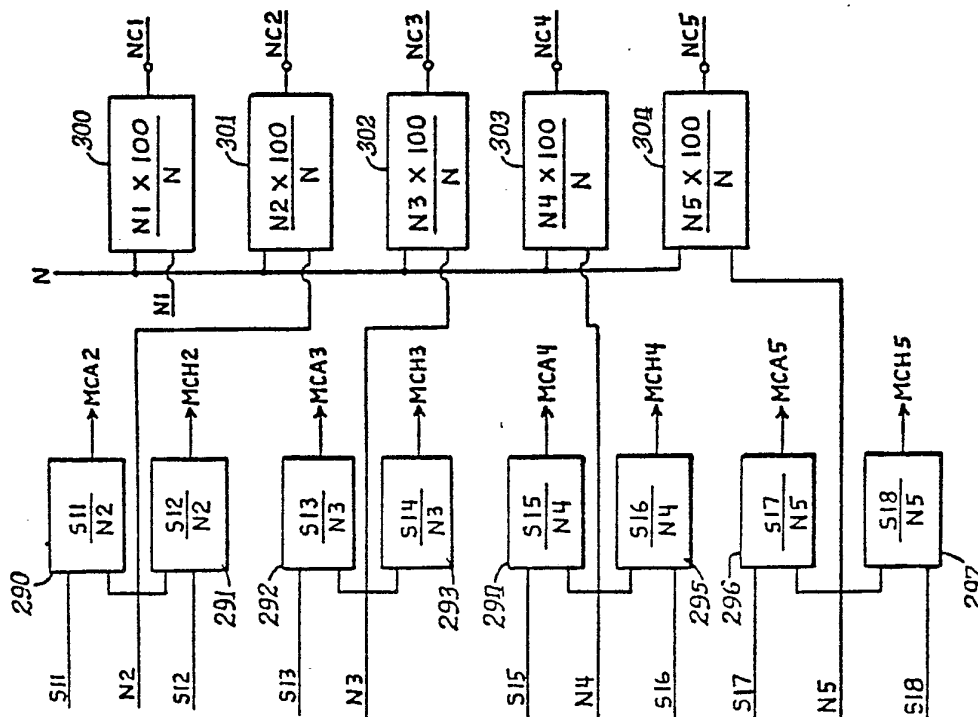 300
N1 X 100
N
NC1
301
N2 X 100
N
NC2
302
N3 X 100
N
NC3
303
N4 X 100
N
NC4
304
N5 X 100
N
NC5
N
N1
290
S11
S11
N2
MCA2
N2
S12
S12
N2
MCH2
291
292
S13
S13
N3
MCA3
N3
S14
N3
MCH3
293
294
S15
S15
N4
MCA4
N4
S16
S16
N4
MCH4
295
296
S17
S17
N5
MCA5
N5
S18
S18
N5
MCH5
297